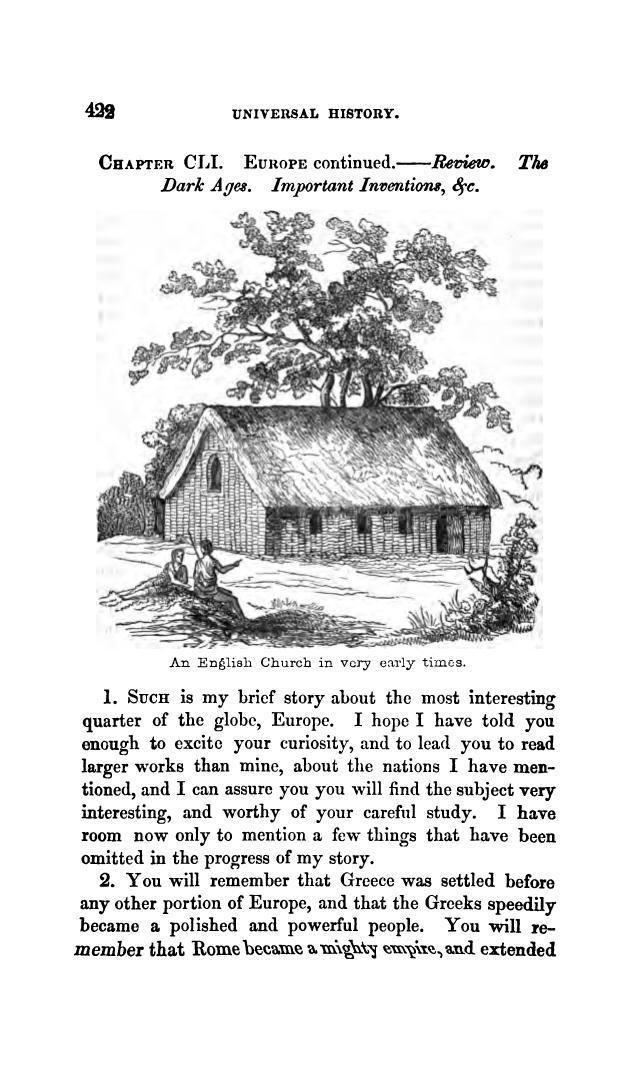 422 UNIVERSAL HISTORY.
CHAPTER CLI. EUROPE continued.——Review. The
Dark Ages. Important Inventions, &c.
An English Church in very early times.
1. SUCH is my brief story about the most interesting
quarter of the globe, Europe. I hope I have told you
enough to excite your curiosity, and to lead you to read
larger works than mine, about the nations I have men-
tioned, and I can assure you you will find the subject very
interesting, and worthy of your careful study. I have
room now only to mention a few things that have been
omitted in the progress of my story.
2. You will remember that Greece was settled before
any other portion of Europe, and that the Greeks speedily
became a polished and powerful people. You will re-
member that Rome became a mighty empire, and extended